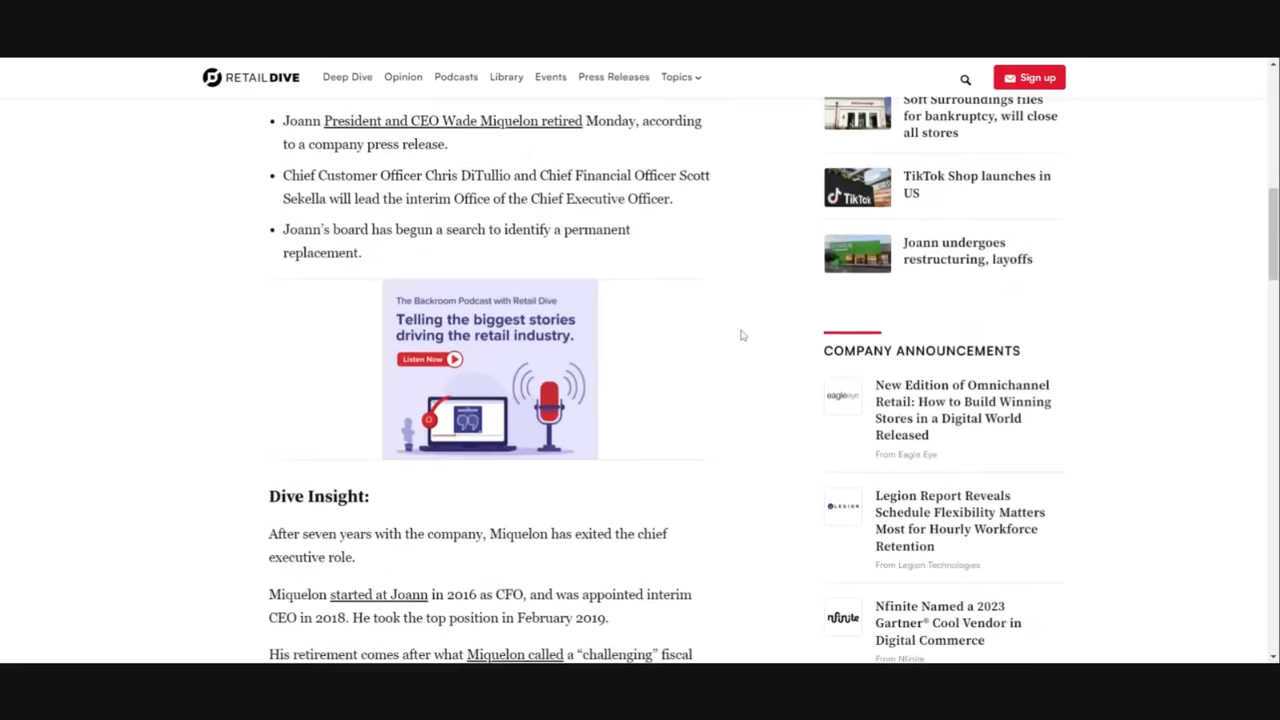 RETAILDIVE
Deep Dive
Opinion
Podcasts
Library
Events
Press Releases
Topics
Sign up
• Joann President and CEO Wade Miquelon retired Monday, according
to a company press release.
• Chief Customer Officer Chris DiTullio and Chief Financial Officer Scott
Sekella will lead the interim Office of the Chief Executive Officer.
• Joann’s board has begun a search to identify a permanent
replacement.
The Backroom Podcast with Retail Dive
Telling the biggest stories
driving the retail industry.
Listen Now
Dive Insight:
After seven years with the company, Miquelon has exited the chief
executive role.
Miquelon started at Joann in 2016 as CFO, and was appointed interim
CEO in 2018. He took the top position in February 2019.
His retirement comes after what Miquelon called a “challenging” fiscal
Soft Surroundings files
for bankruptcy, will close
all stores
TikTok
TikTok Shop launches in
US
Joann undergoes
restructuring, layoffs
COMPANY ANNOUNCEMENTS
eagleeye
New Edition of Omnichannel
Retail: How to Build Winning
Stores in a Digital World
Released
From Eagle Eye
LEGION
Legion Report Reveals
Schedule Flexibility Matters
Most for Hourly Workforce
Retention
From Legion Technologies
nfinite
Nfinite Named a 2023
Gartner® Cool Vendor in
Digital Commerce
From Nfinite